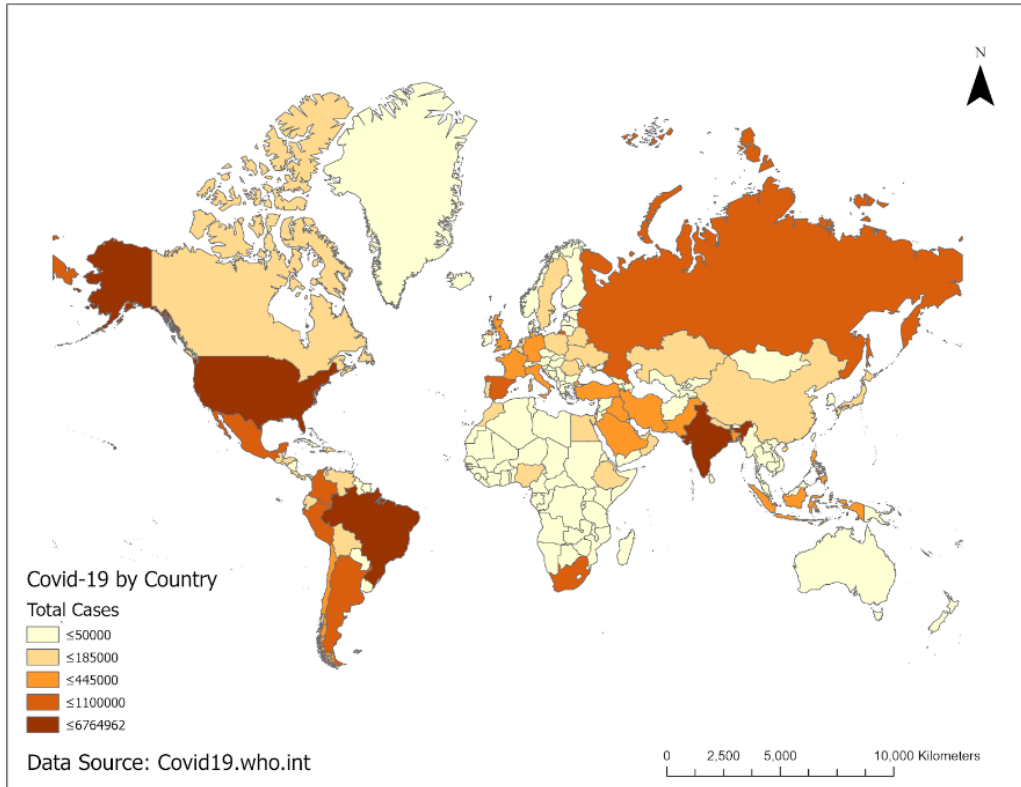 N
Covid-19 by Country
Total Cases
≤50000
≤185000
≤445000
≤1100000
≤6764962
Data Source: Covid19.who.int
0 2,500 5,000 10,000 Kilometers